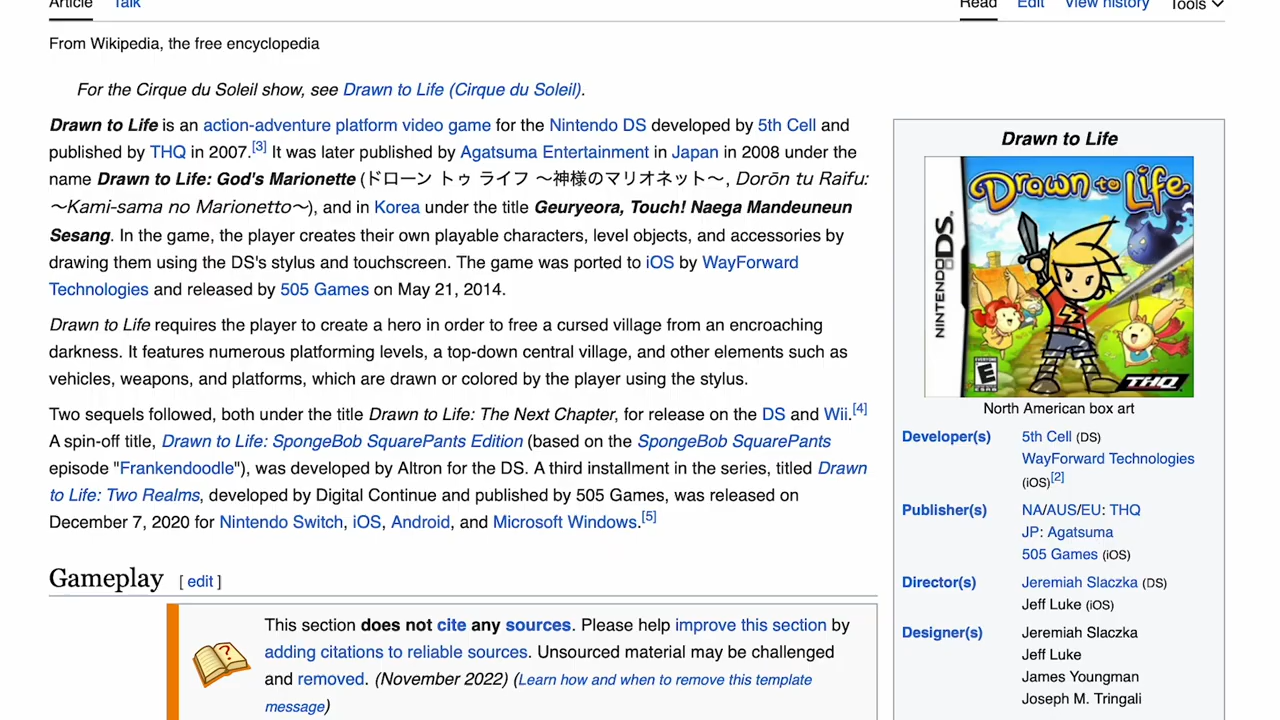 Article Talk Read Edit View history Tools
From Wikipedia, the free encyclopedia
For the Cirque du Soleil show, see Drawn to Life (Cirque du Soleil).
Drawn to Life is an action-adventure platform video game for the Nintendo DS developed by 5th Cell and
published by THQ in 2007.[3] It was later published by Agatsuma Entertainment in Japan in 2008 under the
name Drawn to Life: God's Marionette (ドローン トゥ ライフ 〜神様のマリオネット〜, Dorōn tu Raifu:
〜Kami-sama no Marionetto〜), and in Korea under the title Geuryeora, Touch! Naega Mandeuneun
Sesang. In the game, the player creates their own playable characters, level objects, and accessories by
drawing them using the DS's stylus and touchscreen. The game was ported to iOS by WayForward
Technologies and released by 505 Games on May 21, 2014.
Drawn to Life requires the player to create a hero in order to free a cursed village from an encroaching
darkness. It features numerous platforming levels, a top-down central village, and other elements such as
vehicles, weapons, and platforms, which are drawn or colored by the player using the stylus.
Two sequels followed, both under the title Drawn to Life: The Next Chapter, for release on the DS and Wii.[4]
A spin-off title, Drawn to Life: SpongeBob SquarePants Edition (based on the SpongeBob SquarePants
episode "Frankendoodle"), was developed by Altron for the DS. A third installment in the series, titled Drawn
to Life: Two Realms, developed by Digital Continue and published by 505 Games, was released on
December 7, 2020 for Nintendo Switch, iOS, Android, and Microsoft Windows.[5]
Gameplay [ edit ]
This section does not cite any sources. Please help improve this section by
adding citations to reliable sources. Unsourced material may be challenged
and removed. (November 2022) (Learn how and when to remove this template
message)
Drawn to Life
Drawn to Life
NINTENDO DS
EVERYONE
E
ESRB
THQ
North American box art
Developer(s) 5th Cell (DS)
WayForward Technologies
(iOS)[2]
Publisher(s) NA/AUS/EU: THQ
JP: Agatsuma
505 Games (iOS)
Director(s) Jeremiah Slaczka (DS)
Jeff Luke (iOS)
Designer(s) Jeremiah Slaczka
Jeff Luke
James Youngman
Joseph M. Tringali